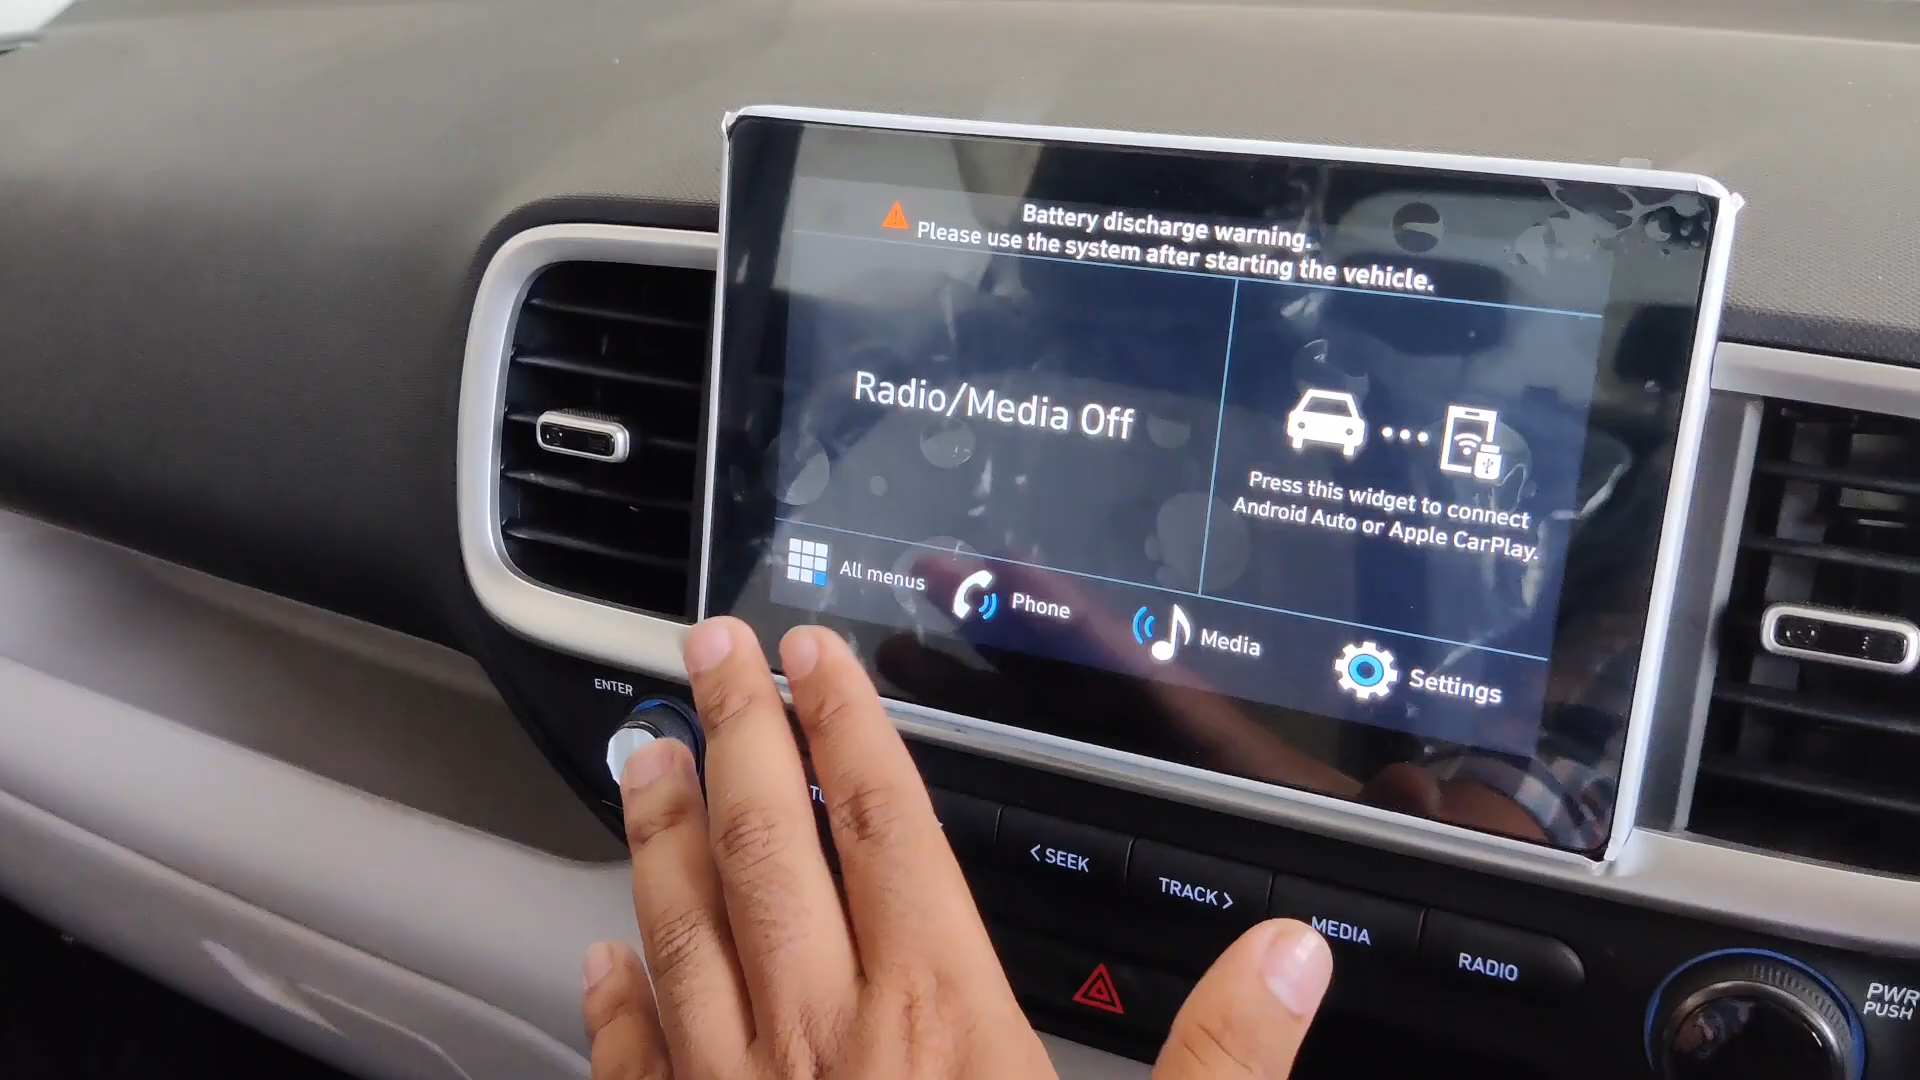 Battery discharge warning.
Please use the system after starting the vehicle.
Radio/Media Off
Press this widget to connect
Android Auto or Apple CarPlay.
All menus
Phone
Media
Settings
ENTER
< SEEK
TRACK >
MEDIA
RADIO
PWR
PUSH